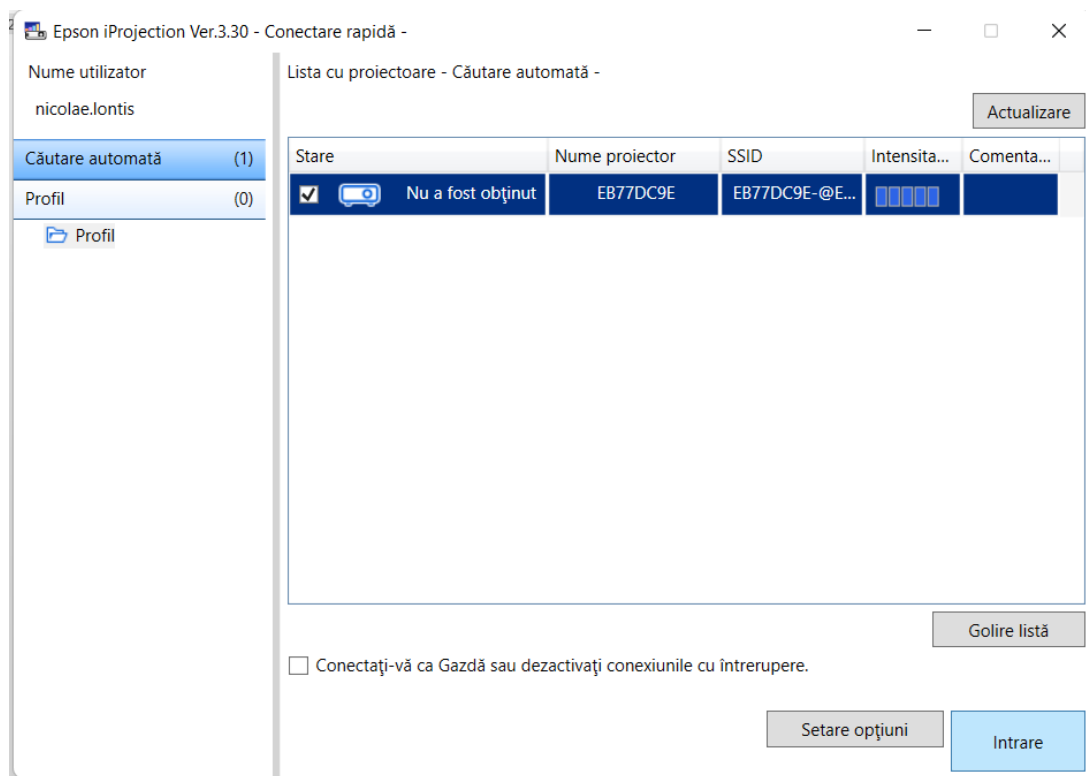 Epson iProjection Ver.3.30 - Conectare rapidă -
Nume utilizator
nicolae.lontis
Căutare automată (1)
Profil (0)
Profil
Lista cu proiectoare - Căutare automată -
Actualizare
Stare Nume proiector SSID Intensita... Comenta...
Nu a fost obţinut EB77DC9E EB77DC9E-@E...
Golire listă
Conectaţi-vă ca Gazdă sau dezactivaţi conexiunile cu întrerupere.
Setare opţiuni
Intrare